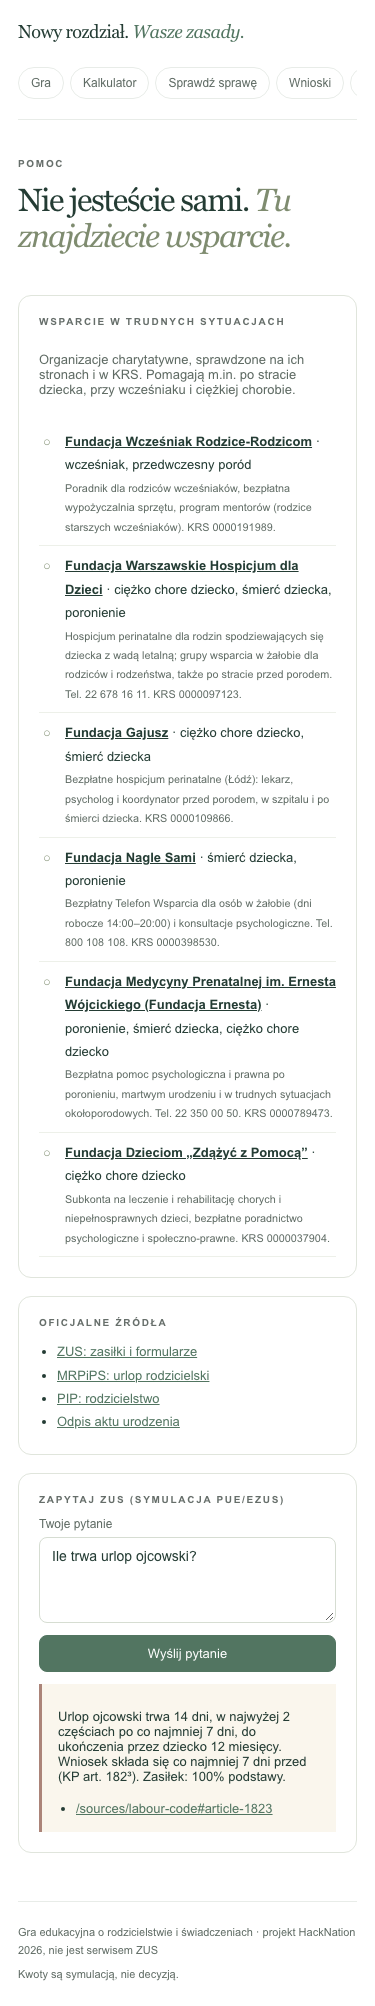 Nowy rozdział. Wasze zasady.
Gra Kalkulator Sprawdź sprawę Wnioski
POMOC
Nie jesteście sami. Tu
znajdziecie wsparcie.
WSPARCIE W TRUDNYCH SYTUACJACH
Organizacje charytatywne, sprawdzone na ich
stronach i w KRS. Pomagają m.in. po stracie
dziecka, przy wcześniaku i ciężkiej chorobie.
Fundacja Wcześniak Rodzice-Rodzicom ·
wcześniak, przedwczesny poród
Poradnik dla rodziców wcześniaków, bezpłatna
wypożyczalnia sprzętu, program mentorów (rodzice
starszych wcześniaków). KRS 0000191989.
Fundacja Warszawskie Hospicjum dla
Dzieci · ciężko chore dziecko, śmierć dziecka,
poronienie
Hospicjum perinatalne dla rodzin spodziewających się
dziecka z wadą letalną; grupy wsparcia w żałobie dla
rodziców i rodzeństwa, także po stracie przed porodem.
Tel. 22 678 16 11. KRS 0000097123.
Fundacja Gajusz · ciężko chore dziecko,
śmierć dziecka
Bezpłatne hospicjum perinatalne (Łódź): lekarz,
psycholog i koordynator przed porodem, w szpitalu i po
śmierci dziecka. KRS 0000109866.
Fundacja Nagle Sami · śmierć dziecka,
poronienie
Bezpłatny Telefon Wsparcia dla osób w żałobie (dni
robocze 14:00–20:00) i konsultacje psychologiczne. Tel.
800 108 108. KRS 0000398530.
Fundacja Medycyny Prenatalnej im. Ernesta
Wójcickiego (Fundacja Ernesta) ·
poronienie, śmierć dziecka, ciężko chore
dziecko
Bezpłatna pomoc psychologiczna i prawna po
poronieniu, martwym urodzeniu i w trudnych sytuacjach
okołoporodowych. Tel. 22 350 00 50. KRS 0000789473.
Fundacja Dzieciom „Zdążyć z Pomocą” ·
ciężko chore dziecko
Subkonta na leczenie i rehabilitację chorych i
niepełnosprawnych dzieci, bezpłatne poradnictwo
psychologiczne i społeczno-prawne. KRS 0000037904.
OFICJALNE ŹRÓDŁA
ZUS: zasiłki i formularze
MRPiPS: urlop rodzicielski
PIP: rodzicielstwo
Odpis aktu urodzenia
ZAPYTAJ ZUS (SYMULACJA PUE/EZUS)
Twoje pytanie
Ile trwa urlop ojcowski?
Wyślij pytanie
Urlop ojcowski trwa 14 dni, w najwyżej 2
częściach po co najmniej 7 dni, do
ukończenia przez dziecko 12 miesięcy.
Wniosek składa się co najmniej 7 dni przed
(KP art. 182³). Zasiłek: 100% podstawy.
/sources/labour-code#article-1823
Gra edukacyjna o rodzicielstwie i świadczeniach · projekt HackNation
2026, nie jest serwisem ZUS
Kwoty są symulacją, nie decyzją.